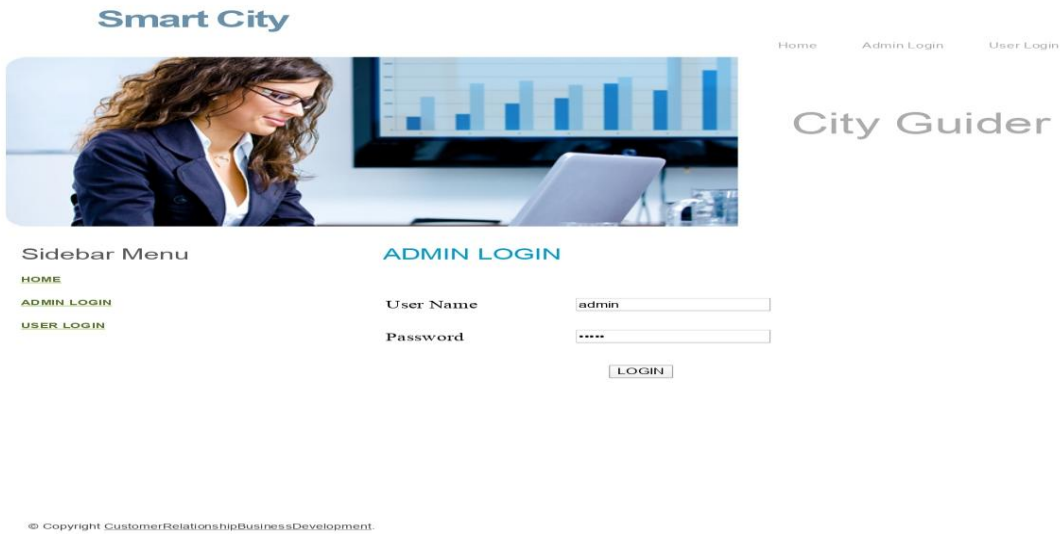 Smart City
Home Admin Login User Login
City Guider
Sidebar Menu
HOME
ADMIN LOGIN
USER LOGIN
ADMIN LOGIN
User Name admin
Password •••••
LOGIN
© Copyright CustomerRelationshipBusinessDevelopment.